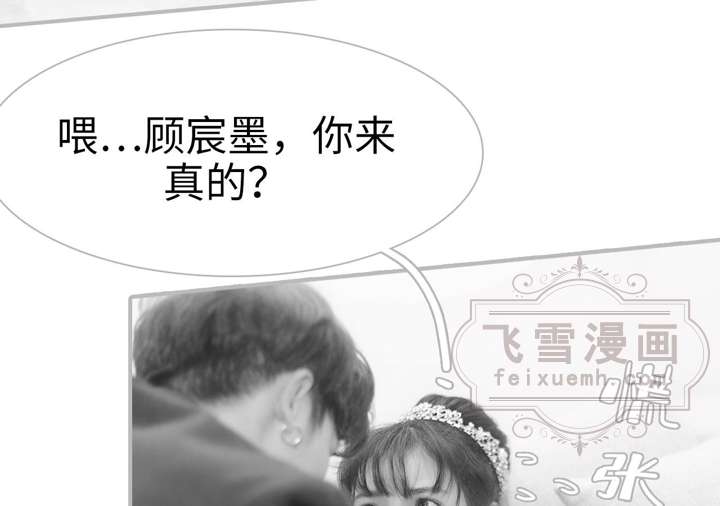 喂…顾宸墨，你来
真的？
飞雪漫画
feixuemh.com
慌
张